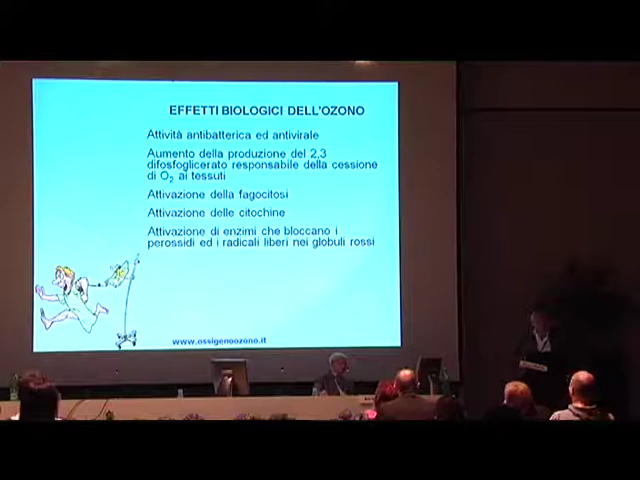 EFFETTI BIOLOGICI DELL'OZONO
Attività antibatterica ed antivirale
Aumento della produzione del 2,3
difosfoglicerato responsabile della cessione
di O2 ai tessuti
Attivazione della fagocitosi
Attivazione delle citochine
Attivazione di enzimi che bloccano i
perossidi ed i radicali liberi nei globuli rossi
www.ossigenoozono.it